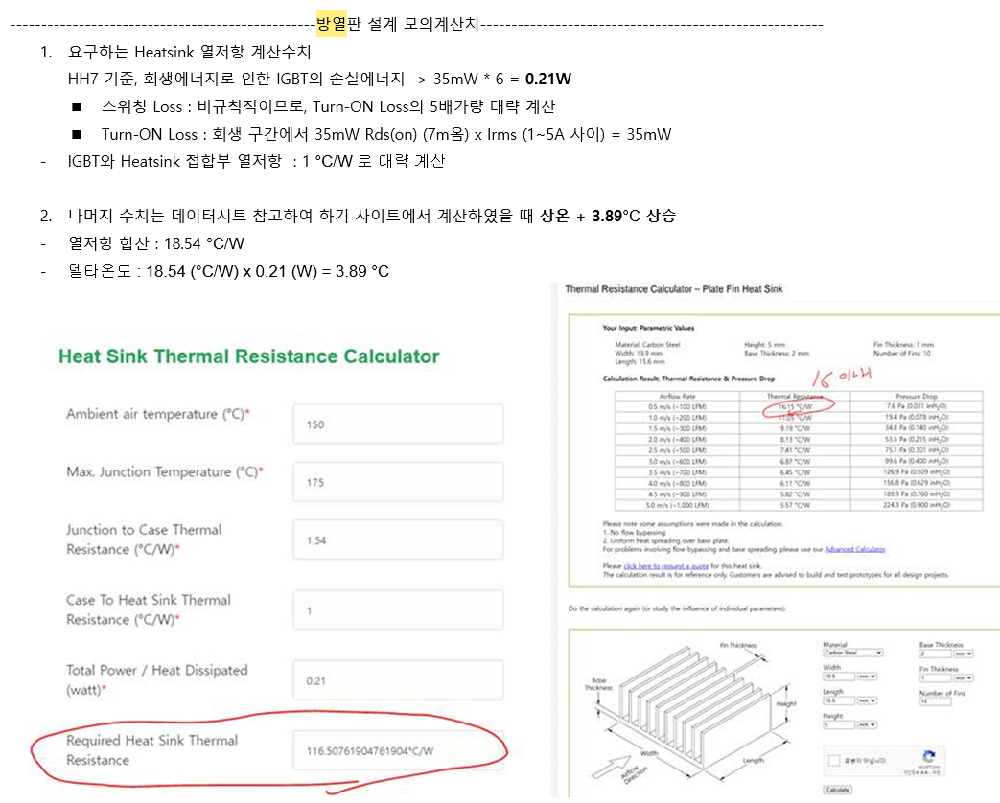 ------------------------------------------------방열판 설계 모의계산치------------------------------------------------------
1. 요구하는 Heatsink 열저항 계산수치
- HH7 기준, 회생에너지로 인한 IGBT의 손실에너지 -> 35mW * 6 = 0.21W
■ 스위칭 Loss : 비규칙적이므로, Turn-ON Loss의 5배가량 대략 계산
■ Turn-ON Loss : 회생 구간에서 35mW Rds(on) (7m옴) x Irms (1~5A 사이) = 35mW
- IGBT와 Heatsink 접합부 열저항 : 1 °C/W 로 대략 계산
2. 나머지 수치는 데이터시트 참고하여 하기 사이트에서 계산하였을 때 상온 + 3.89°C 상승
- 열저항 합산 : 18.54 °C/W
- 델타온도 : 18.54 (°C/W) x 0.21 (W) = 3.89 °C
Heat Sink Thermal Resistance Calculator
Ambient air temperature (°C)*
150
Max. Junction Temperature (°C)*
175
Junction to Case Thermal
Resistance (°C/W)*
1.54
Case To Heat Sink Thermal
Resistance (°C/W)*
1
Total Power / Heat Dissipated
(watt)*
0.21
Required Heat Sink Thermal
Resistance
116.50761904761904°C/W
Thermal Resistance Calculator – Plate Fin Heat Sink
Your Input: Parametric Values
Material: Carbon Steel Height: 5 mm Fin Thickness: 1 mm
Width: 19.9 mm Base Thickness: 2 mm Number of Fins: 10
Length: 15.6 mm
16 이내
Calculation Result: Thermal Resistance & Pressure Drop
Airflow Rate Thermal Resistance Pressure Drop
0.5 m/s (~100 LFM) 16.15 °C/W 7.6 Pa (0.031 inH₂O)
1.0 m/s (~200 LFM) 11.05 °C/W 19.4 Pa (0.078 inH₂O)
1.5 m/s (~300 LFM) 9.19 °C/W 34.8 Pa (0.140 inH₂O)
2.0 m/s (~400 LFM) 8.13 °C/W 53.5 Pa (0.215 inH₂O)
2.5 m/s (~500 LFM) 7.41 °C/W 75.1 Pa (0.301 inH₂O)
3.0 m/s (~600 LFM) 6.87 °C/W 99.6 Pa (0.400 inH₂O)
3.5 m/s (~700 LFM) 6.45 °C/W 126.9 Pa (0.509 inH₂O)
4.0 m/s (~800 LFM) 6.11 °C/W 156.8 Pa (0.629 inH₂O)
4.5 m/s (~900 LFM) 5.82 °C/W 189.3 Pa (0.760 inH₂O)
5.0 m/s (~1,000 LFM) 5.57 °C/W 224.3 Pa (0.900 inH₂O)
Please note some assumptions were made in the calculation:
1. No flow bypassing
2. Uniform heat spreading over base plate.
For problems involving flow bypassing and base spreading, please use our Advanced Calculator.
Please click here to request a quote for this heat sink.
The calculation result is for reference only. Customers are advised to build and test prototypes for all design projects.
Do the calculation again (or study the influence of individual parameters):
Fin Thickness
Base
Thickness
Height
Width
Length
Airflow
Direction
Material
Carbon Steel
Base Thickness
2 mm
Width
19.9 mm
Fin Thickness
1 mm
Length
15.6 mm
Number of Fins
10
Height
5 mm
로봇이 아닙니다.
reCAPTCHA
Calculate